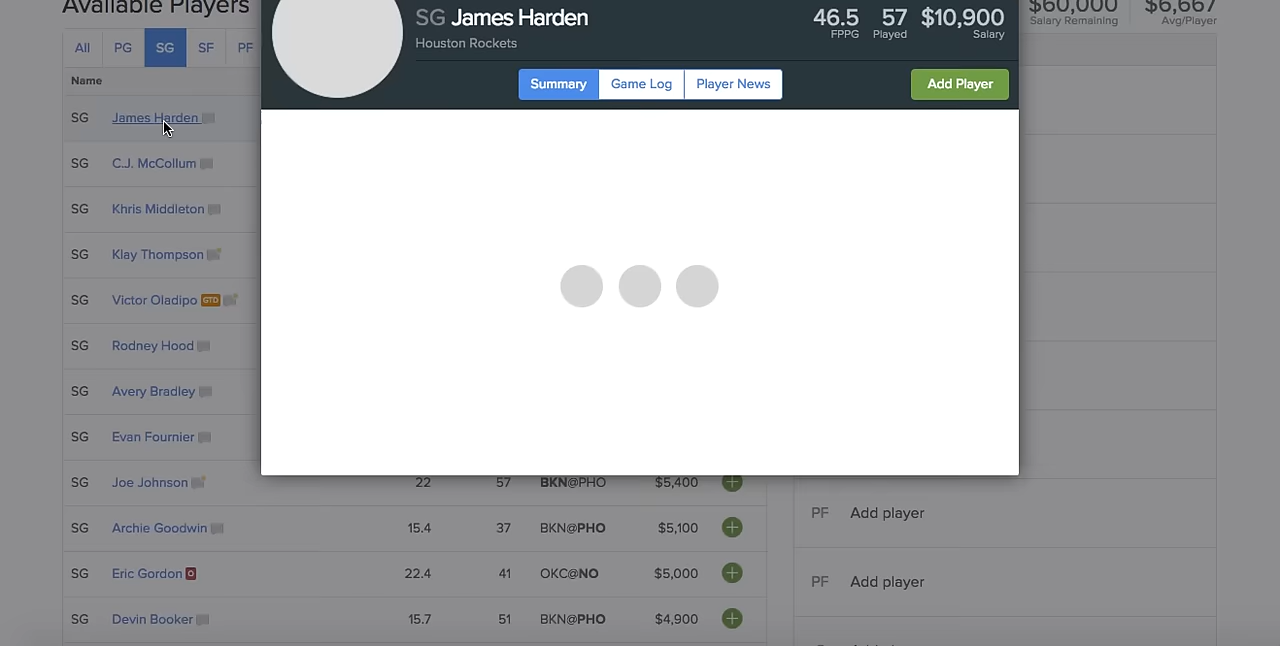 Available Players
$60,000 $6,667
Salary Remaining Avg/Player
SG James Harden
Houston Rockets
46.5 57 $10,900
FPPG Played Salary
All PG SG SF PF
Summary Game Log Player News Add Player
Name
SG James Harden
SG C.J. McCollum
SG Khris Middleton
SG Klay Thompson
SG Victor Oladipo GTD
SG Rodney Hood
SG Avery Bradley
SG Evan Fournier
SG Joe Johnson 22 57 BKN@PHO $5,400
SG Archie Goodwin 15.4 37 BKN@PHO $5,100
PF Add player
SG Eric Gordon O 22.4 41 OKC@NO $5,000
PF Add player
SG Devin Booker 15.7 51 BKN@PHO $4,900